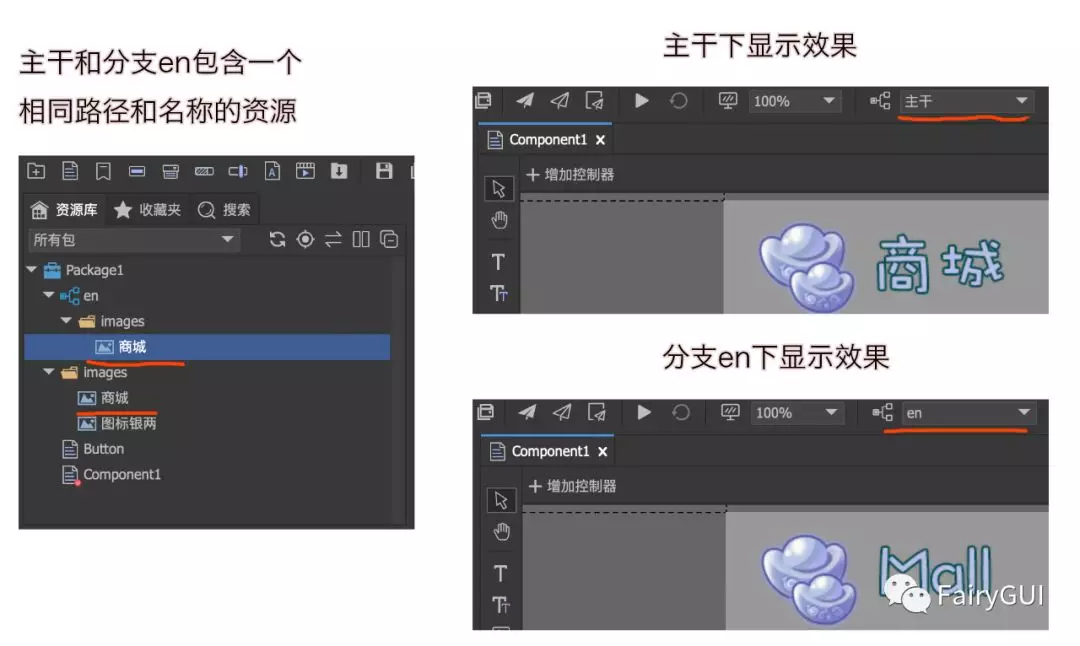 主干和分支en包含一个
相同路径和名称的资源
资源库
收藏夹
搜索
所有包
Package1
en
images
商城
images
商城
图标银两
Button
Component1
主干下显示效果
100%
主干
Component1
增加控制器
商城
分支en下显示效果
100%
en
Component1
增加控制器
Mall
FairyGUI